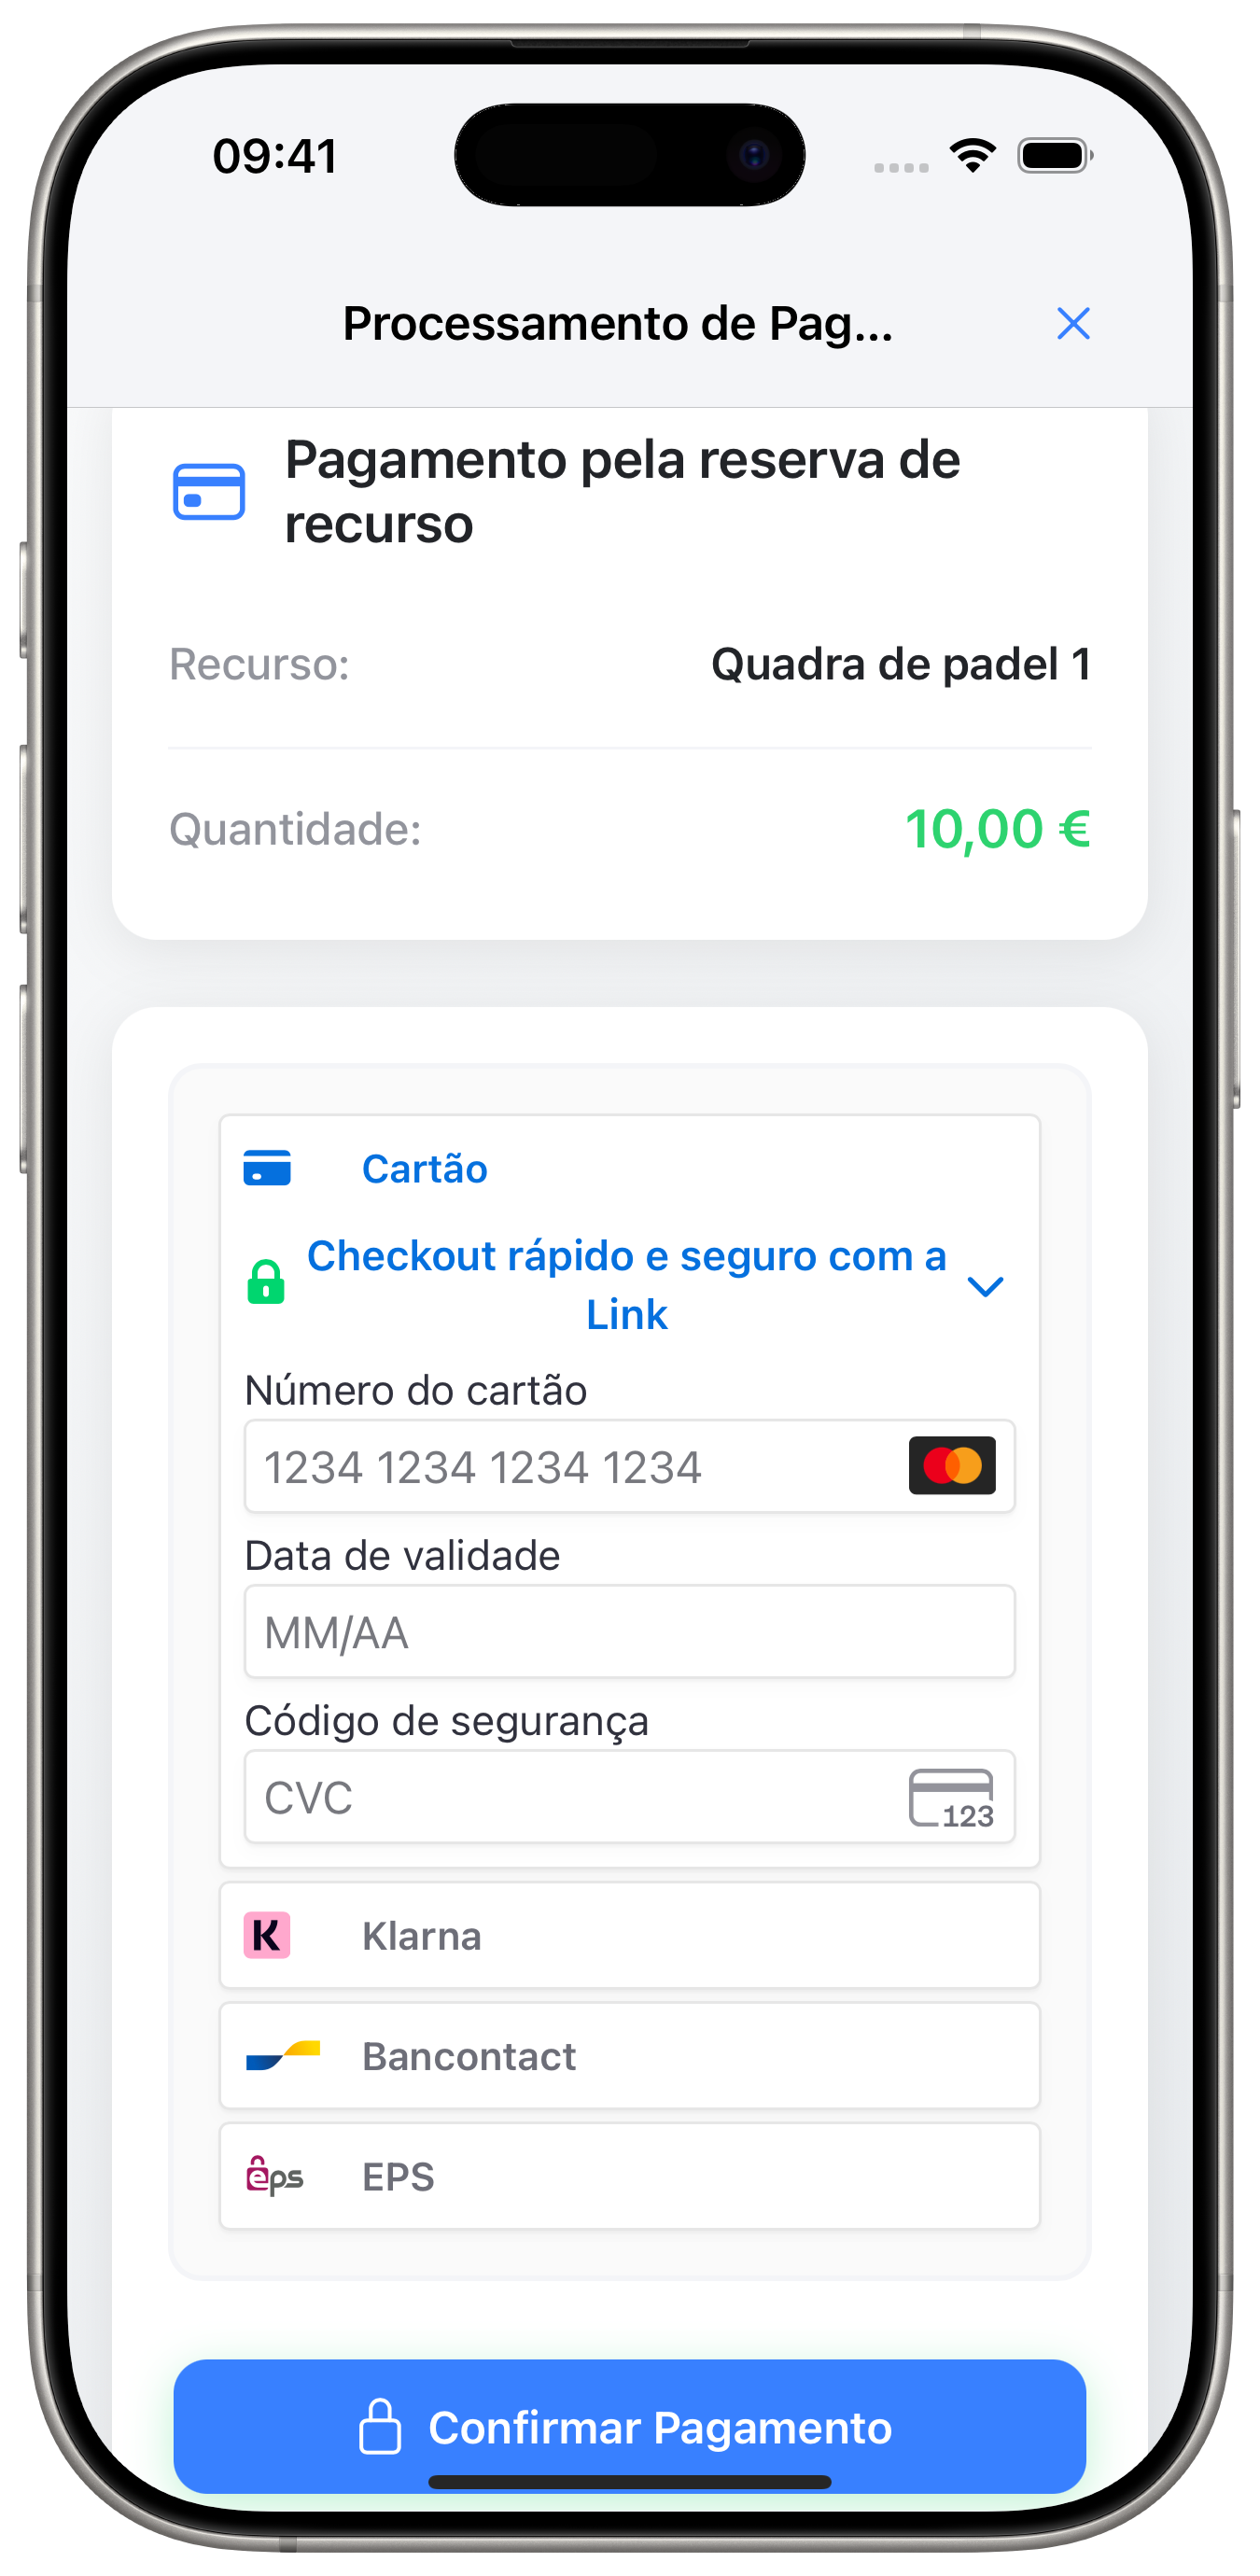 09:41
Processamento de Pag...
Pagamento pela reserva de
recurso
Recurso:
Quadra de padel 1
Quantidade:
10,00 €
Cartão
Checkout rápido e seguro com a
Link
Número do cartão
1234 1234 1234 1234
Data de validade
MM/AA
Código de segurança
CVC
123
K
Klarna
Bancontact
eps
EPS
Confirmar Pagamento